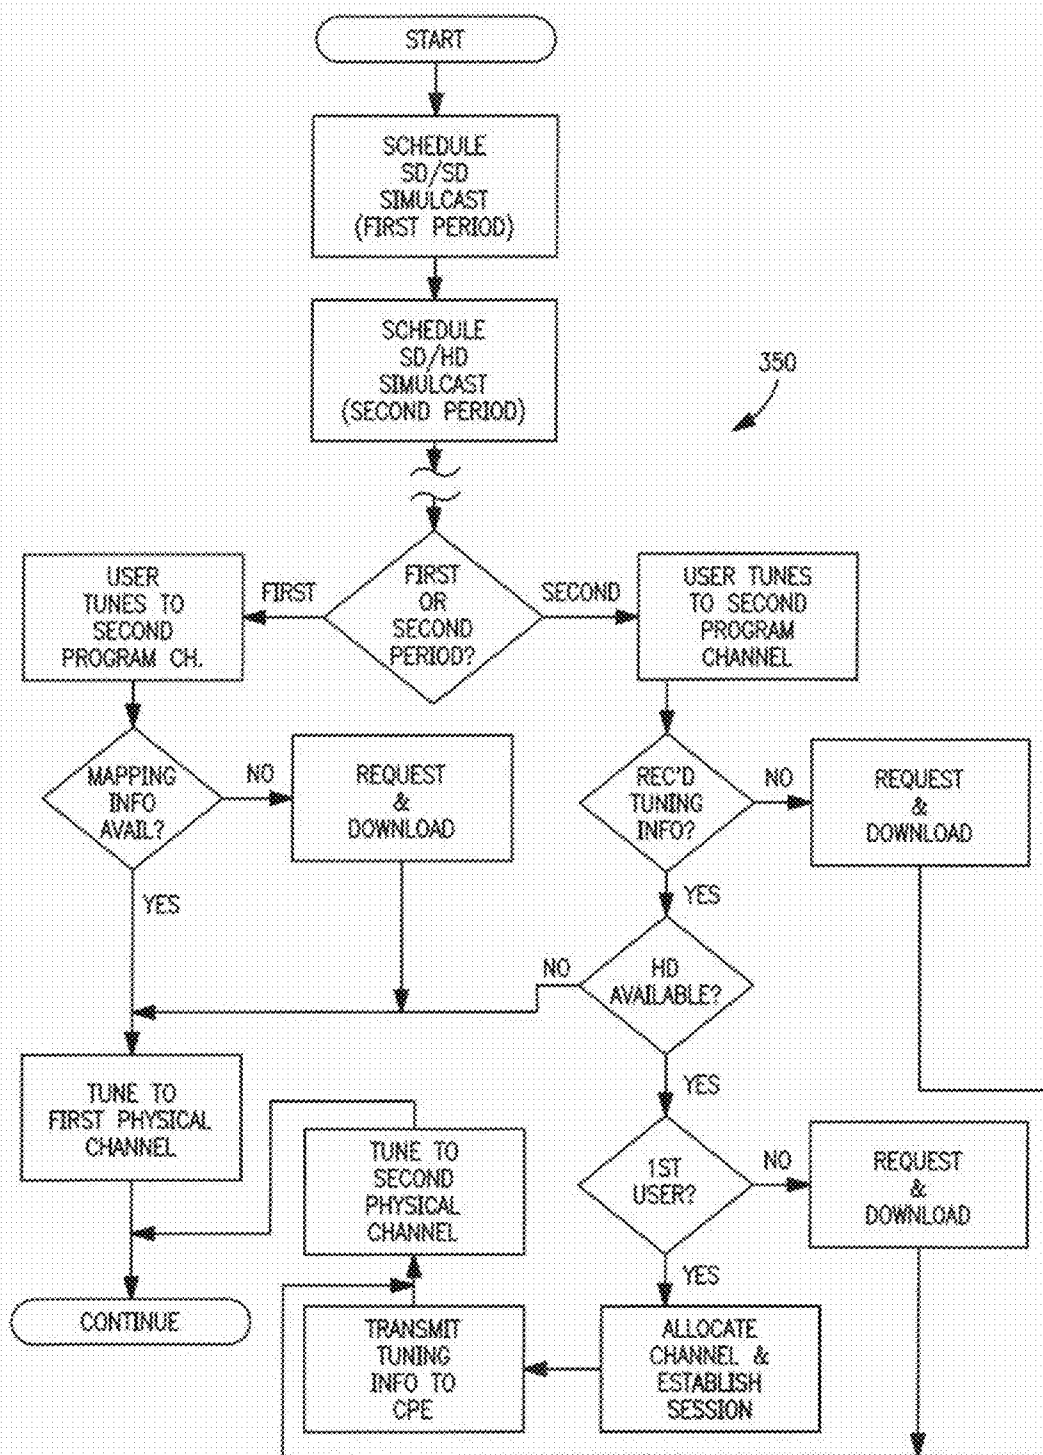 START
SCHEDULE
SD/SD
SIMULCAST
(FIRST PERIOD)
SCHEDULE
SD/HD
SIMULCAST
(SECOND PERIOD)
350
FIRST
OR
SECOND
PERIOD?
FIRST
SECOND
USER
TUNES TO
SECOND
PROGRAM CH.
USER TUNES
TO SECOND
PROGRAM
CHANNEL
MAPPING
INFO
AVAIL?
NO
REQUEST
&
DOWNLOAD
REC'D
TUNING
INFO?
NO
REQUEST
&
DOWNLOAD
YES
YES
HD
AVAILABLE?
NO
YES
TUNE TO
FIRST PHYSICAL
CHANNEL
TUNE TO
SECOND
PHYSICAL
CHANNEL
1ST
USER?
NO
REQUEST
&
DOWNLOAD
YES
CONTINUE
TRANSMIT
TUNING
INFO TO
CPE
ALLOCATE
CHANNEL &
ESTABLISH
SESSION